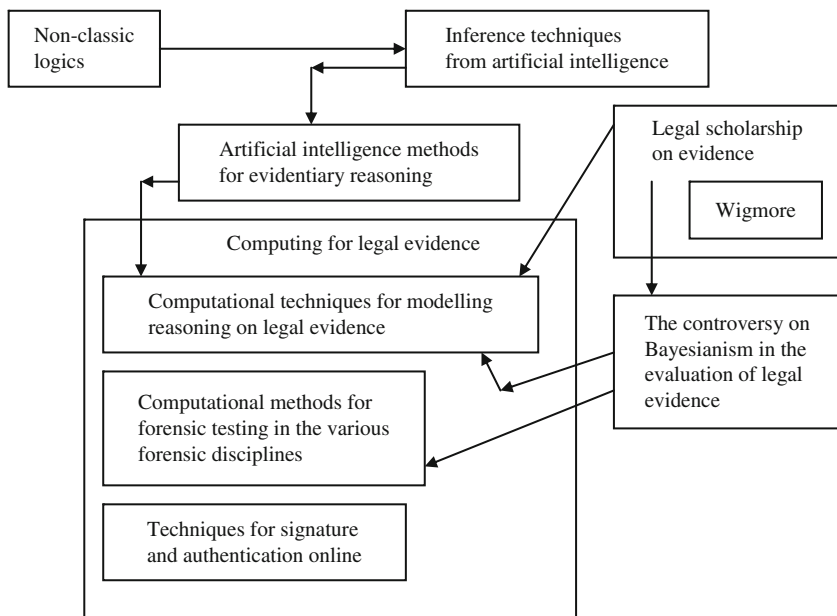 Non-classic
logics
Inference techniques
from artificial intelligence
Artificial intelligence methods
for evidentiary reasoning
Legal scholarship
on evidence
Wigmore
Computing for legal evidence
Computational techniques for modelling
reasoning on legal evidence
The controversy on
Bayesianism in the
evaluation of legal
evidence
Computational methods for
forensic testing in the various
forensic disciplines
Techniques for signature
and authentication online